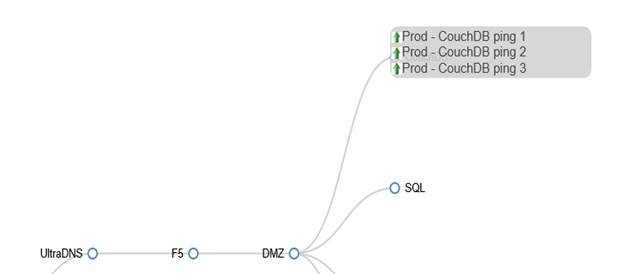 Prod - CouchDB ping 1
Prod - CouchDB ping 2
Prod - CouchDB ping 3
SQL
UltraDNS
F5
DMZ